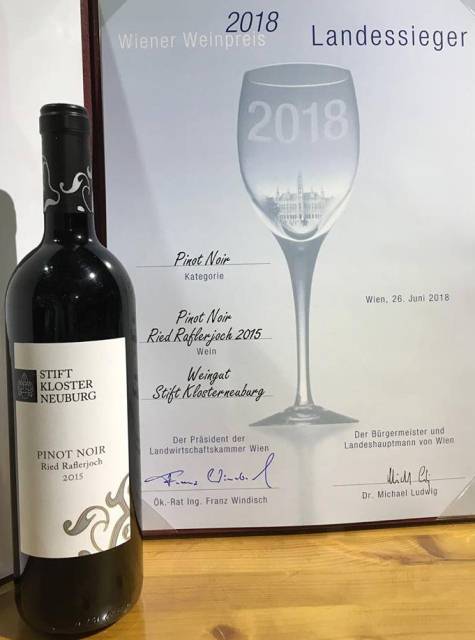 2018
Wiener Weinpreis
Landessieger
2018
Pinot Noir
Kategorie
Wien, 26. Juni 2018
Pinot Noir
Ried Raflerjoch 2015
Wein
Weingut
Stift Klosterneuburg
Der Präsident der
Landwirtschaftskammer Wien
Ök.-Rat Ing. Franz Windisch
Der Bürgermeister und
Landeshauptmann von Wien
Dr. Michael Ludwig
STIFT
KLOSTER
NEUBURG
PINOT NOIR
Ried Raflerjoch
2015